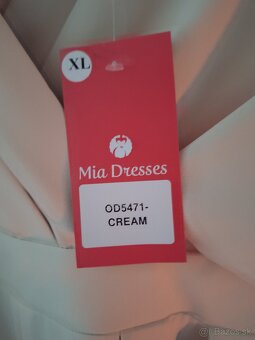 XL
Mia Dresses
OD5471-
CREAM